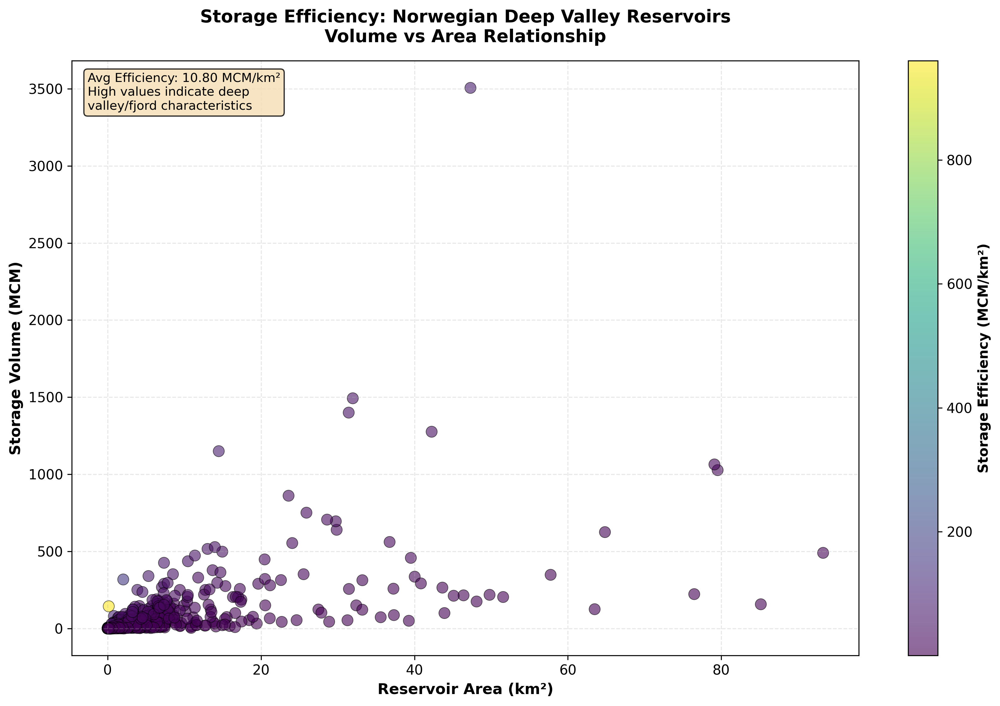 Storage Efficiency: Norwegian Deep Valley Reservoirs
Volume vs Area Relationship
Avg Efficiency: 10.80 MCM/km²
High values indicate deep
valley/fjord characteristics
Storage Volume (MCM)
3500
3000
2500
2000
1500
1000
500
0
0
20
40
60
80
Reservoir Area (km²)
800
600
400
200
Storage Efficiency (MCM/km²)